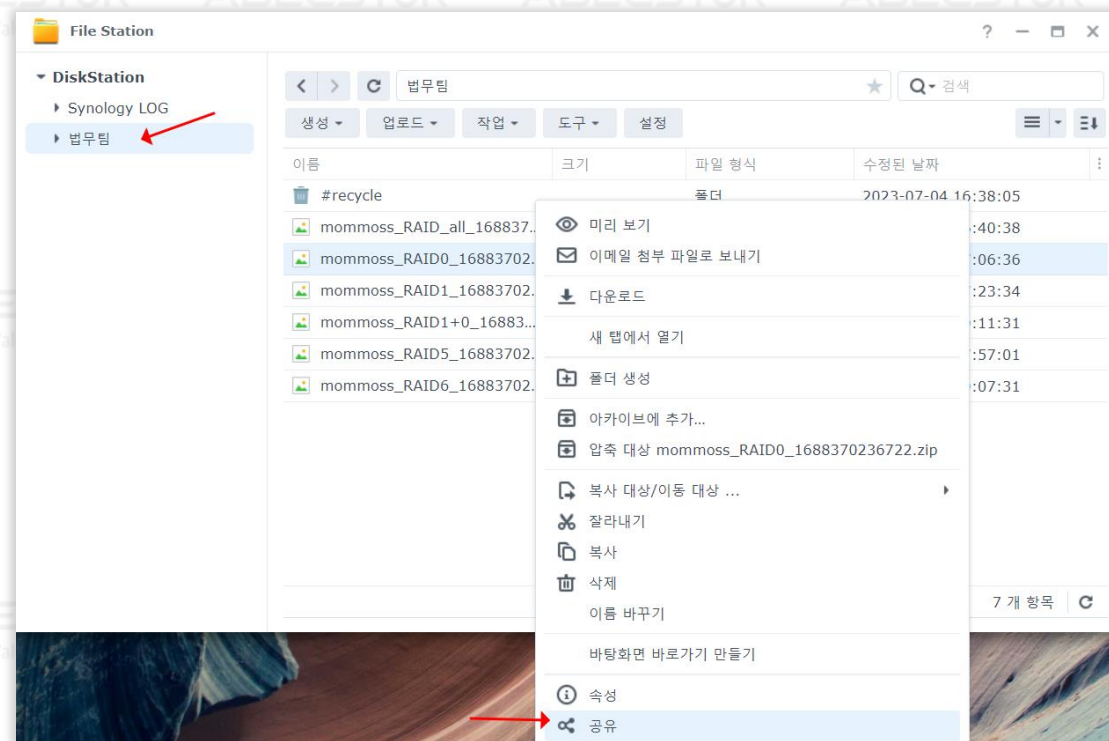 File Station
DiskStation
Synology LOG
법무팀
법무팀
검색
생성 업로드 작업 도구 설정
이름 크기 파일 형식 수정된 날짜
#recycle 폴더 2023-07-04 16:38:05
mommoss_RAID_all_168837... :40:38
mommoss_RAID0_16883702. :06:36
mommoss_RAID1_16883702. :23:34
mommoss_RAID1+0_16883... :11:31
mommoss_RAID5_16883702. :57:01
mommoss_RAID6_16883702. :07:31
미리 보기
이메일 첨부 파일로 보내기
다운로드
새 탭에서 열기
폴더 생성
아카이브에 추가...
압축 대상 mommoss_RAID0_1688370236722.zip
복사 대상/이동 대상 ...
잘라내기
복사
삭제
이름 바꾸기
바탕화면 바로가기 만들기
속성
공유
7 개 항목